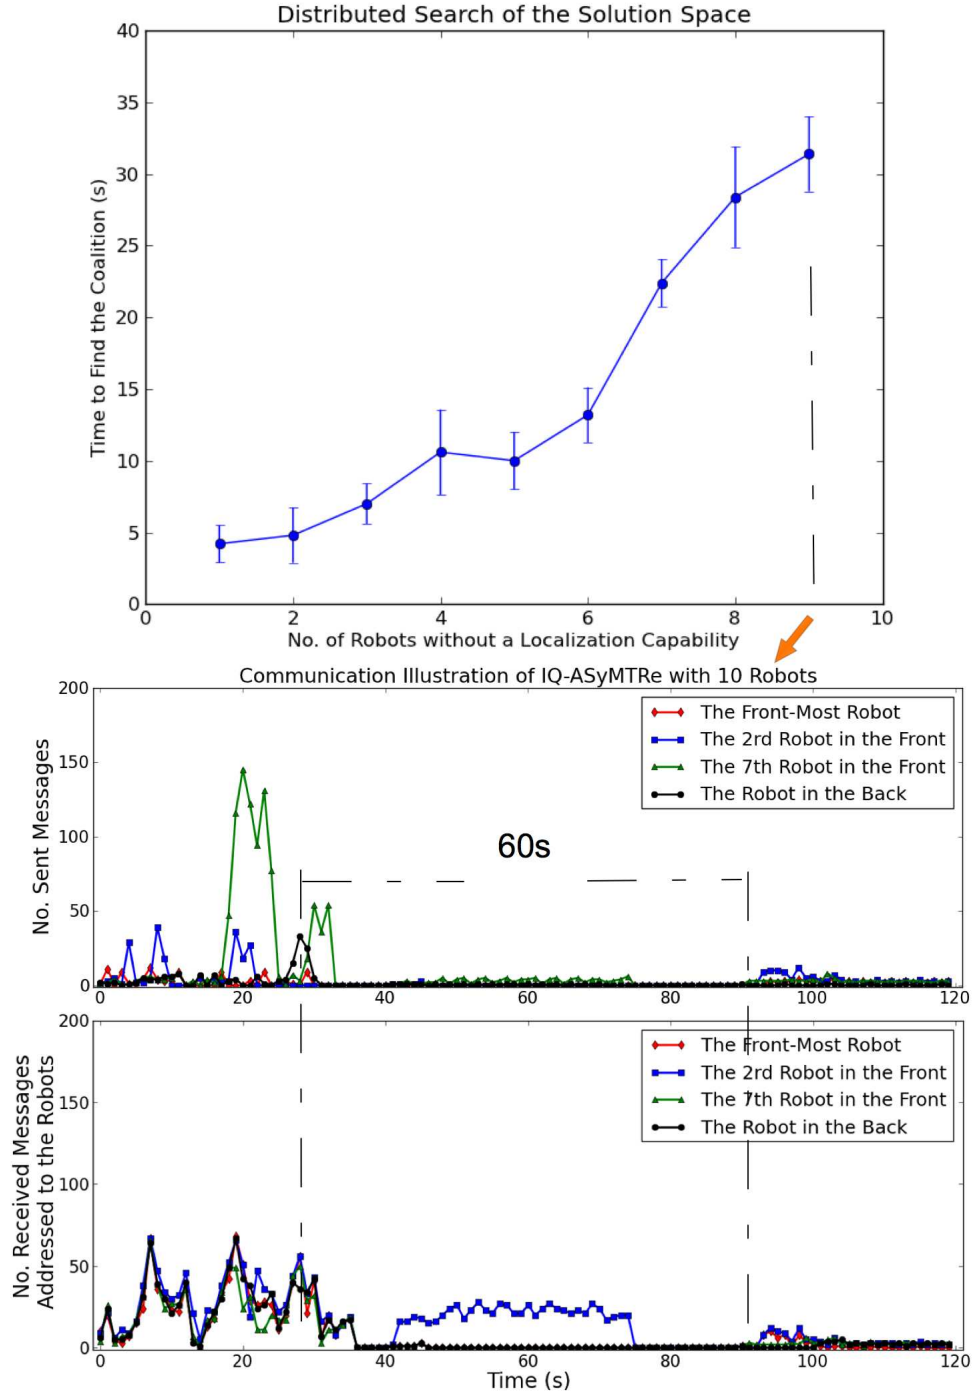 Distributed Search of the Solution Space
40
35
30
25
20
15
10
5
0
Time to Find the Coalition (s)
0 2 4 6 8 10
No. of Robots without a Localization Capability
Communication Illustration of IQ-ASyMTRe with 10 Robots
200
150
100
50
0
No. Sent Messages
The Front-Most Robot
The 2rd Robot in the Front
The 7th Robot in the Front
The Robot in the Back
60s
0 20 40 60 80 100 120
200
150
100
50
0
No. Received Messages
Addressed to the Robots
The Front-Most Robot
The 2rd Robot in the Front
The 7th Robot in the Front
The Robot in the Back
0 20 40 60 80 100 120
Time (s)